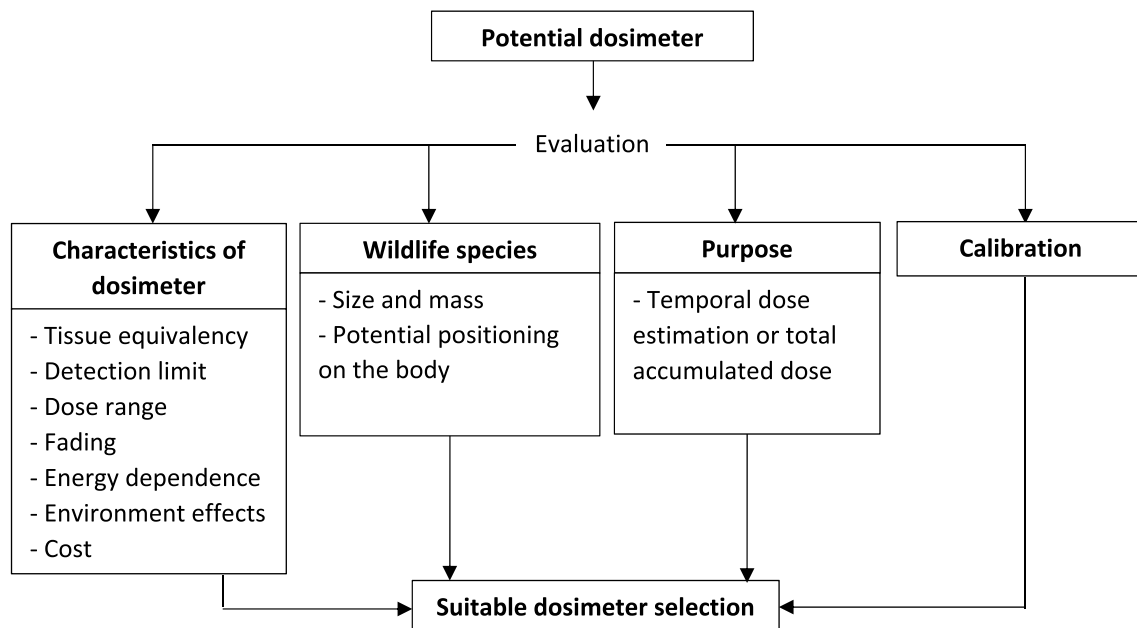 Potential dosimeter
Evaluation
Characteristics of
dosimeter
- Tissue equivalency
- Detection limit
- Dose range
- Fading
- Energy dependence
- Environment effects
- Cost
Wildlife species
- Size and mass
- Potential positioning
on the body
Purpose
- Temporal dose
estimation or total
accumulated dose
Calibration
Suitable dosimeter selection